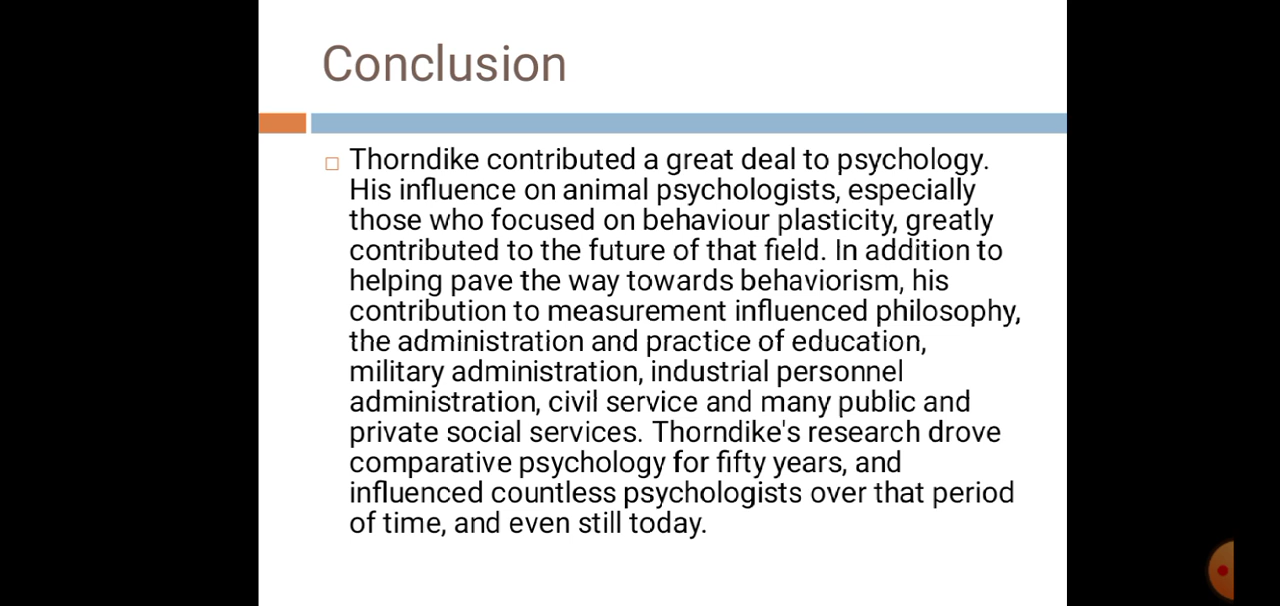 Conclusion
Thorndike contributed a great deal to psychology.
His influence on animal psychologists, especially
those who focused on behaviour plasticity, greatly
contributed to the future of that field. In addition to
helping pave the way towards behaviorism, his
contribution to measurement influenced philosophy,
the administration and practice of education,
military administration, industrial personnel
administration, civil service and many public and
private social services. Thorndike's research drove
comparative psychology for fifty years, and
influenced countless psychologists over that period
of time, and even still today.